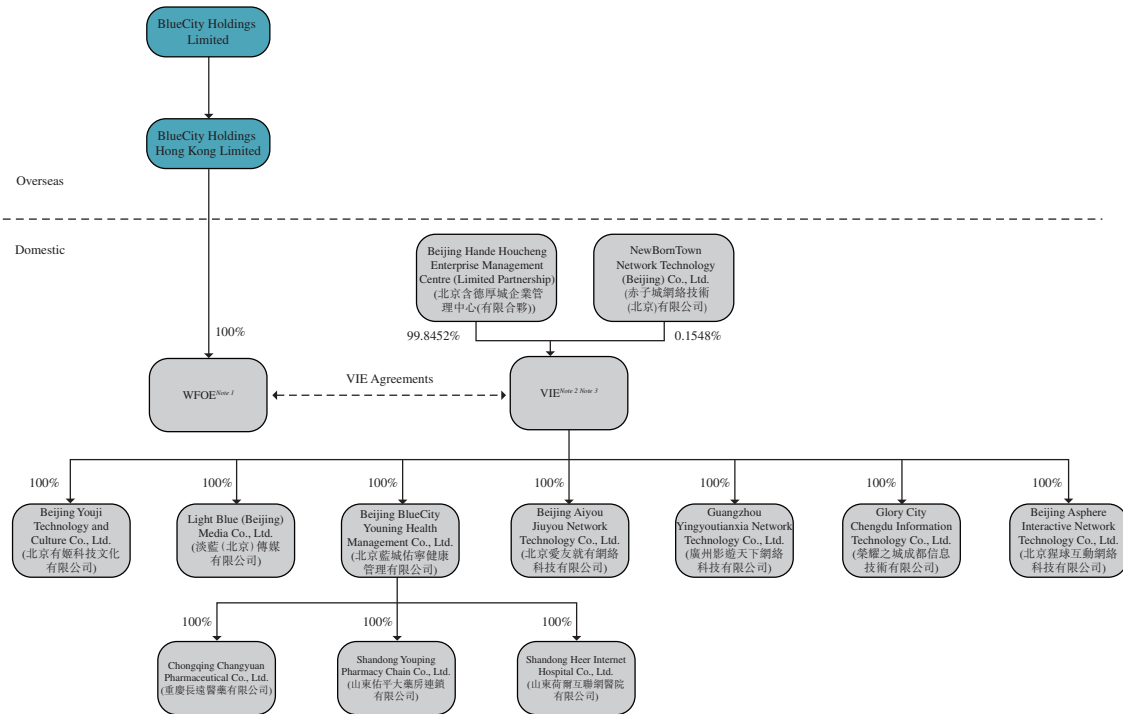 BlueCity Holdings
Limited
BlueCity Holdings
Hong Kong Limited
Overseas
Domestic
Beijing Hande Houcheng
Enterprise Management
Centre (Limited Partnership)
(北京含德厚城企業管
理中心(有限合夥))
NewBornTown
Network Technology
(Beijing) Co., Ltd.
(赤子城網絡技術
(北京)有限公司)
100%
99.8452%
0.1548%
WFOE Note 1
VIE Agreements
VIE Note 2 Note 3
100%
100%
100%
100%
100%
100%
100%
Beijing Youji
Technology and
Culture Co., Ltd.
(北京有姬科技文化
有限公司)
Light Blue (Beijing)
Media Co., Ltd.
(淡藍(北京)傳媒
有限公司)
Beijing BlueCity
Youning Health
Management Co., Ltd.
(北京藍城佑寧健康
管理有限公司)
Beijing Aiyou
Jiuyou Network
Technology Co., Ltd.
(北京愛友就有網絡
科技有限公司)
Guangzhou
Yingyoutianxia Network
Technology Co., Ltd.
(廣州影遊天下網絡
科技有限公司)
Glory City
Chengdu Information
Technology Co., Ltd.
(榮耀之城成都信息
技術有限公司)
Beijing Asphere
Interactive Network
Technology Co., Ltd.
(北京猩球互動網絡
科技有限公司)
100%
100%
100%
Chongqing Changyuan
Pharmaceutical Co., Ltd.
(重慶長遠醫藥有限公司)
Shandong Youping
Pharmacy Chain Co., Ltd.
(山東佑平大藥房連鎖
有限公司)
Shandong Heer Internet
Hospital Co., Ltd.
(山東荷爾互聯網醫院
有限公司)